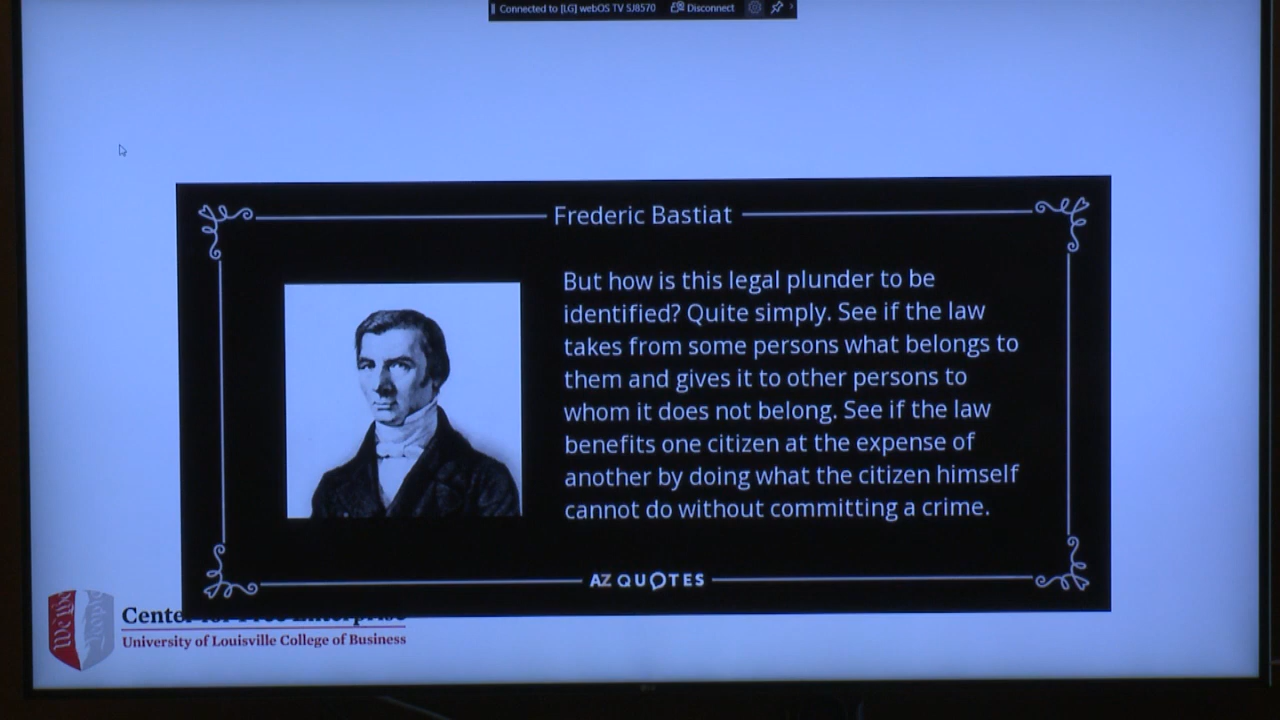 Connected to [LG] webOS TV SJ8570 Disconnect
Frederic Bastiat
But how is this legal plunder to be
identified? Quite simply. See if the law
takes from some persons what belongs to
them and gives it to other persons to
whom it does not belong. See if the law
benefits one citizen at the expense of
another by doing what the citizen himself
cannot do without committing a crime.
AZ QUOTES
We the
Center for Free Enterprise
University of Louisville College of Business